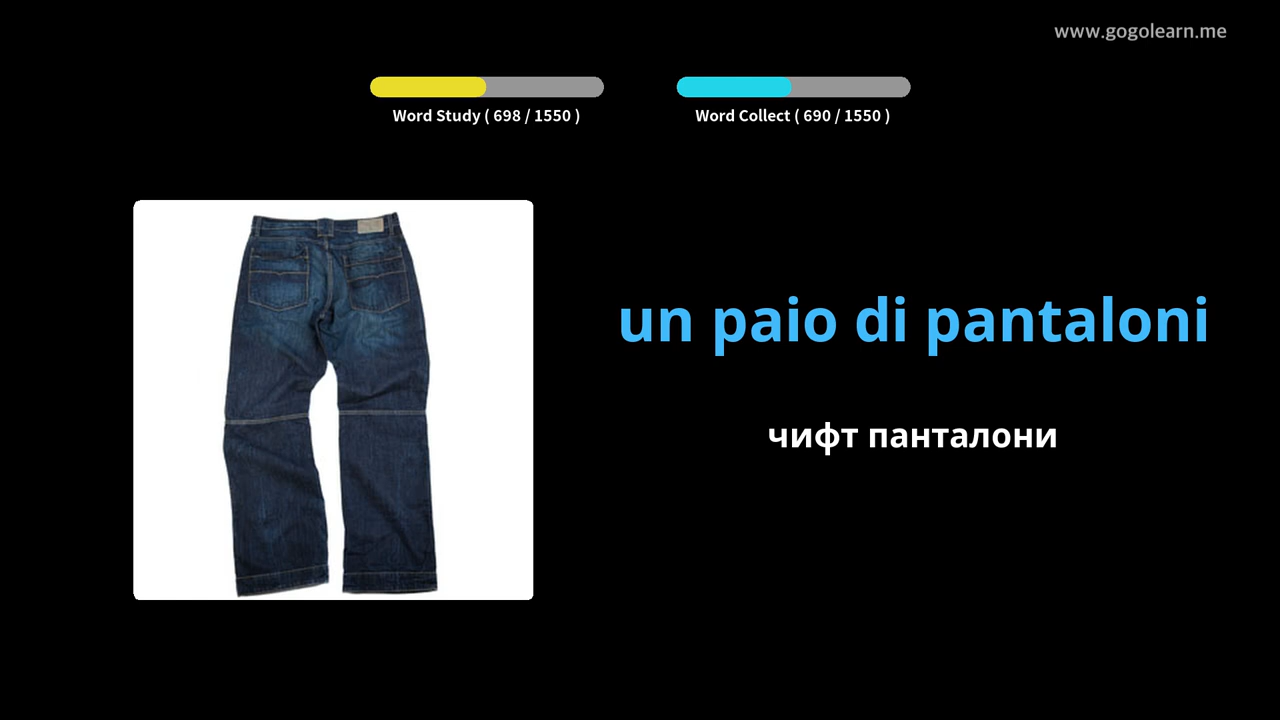 www.gogolearn.me
Word Study ( 698 / 1550 )
Word Collect ( 690 / 1550 )
un paio di pantaloni
чифт панталони